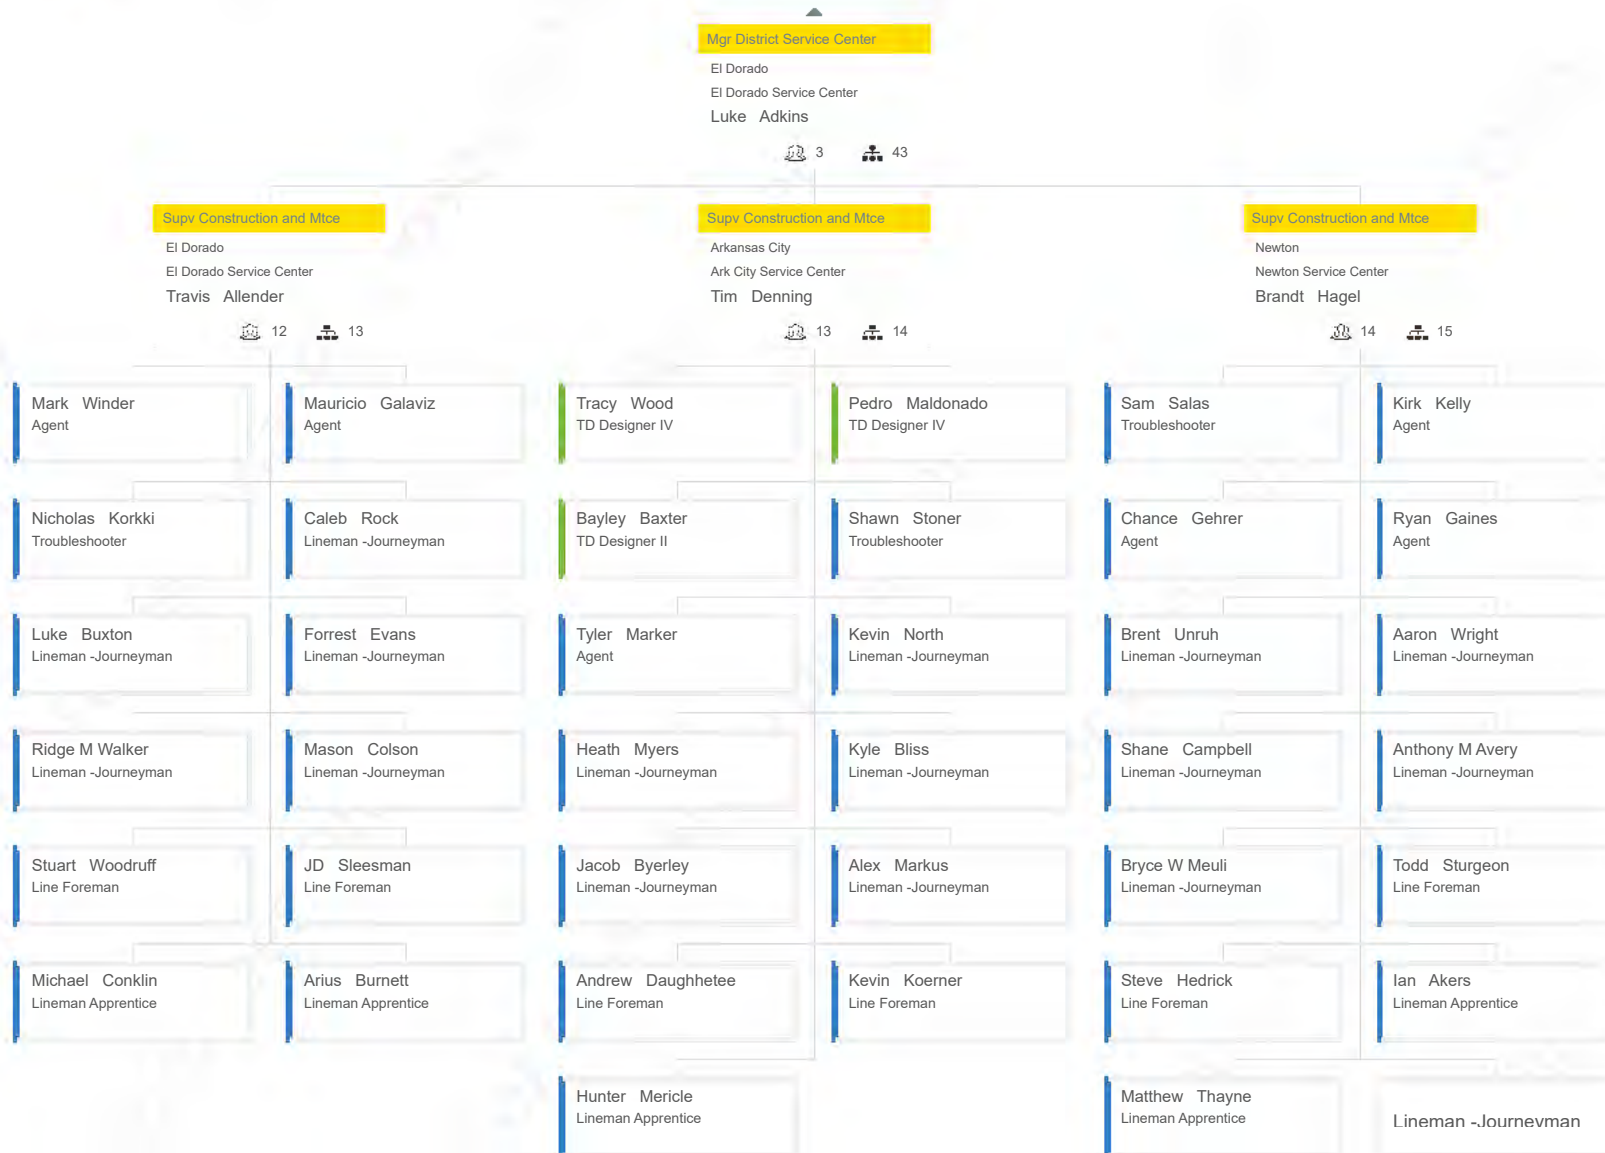 Mgr District Service Center
El Dorado
El Dorado Service Center
Luke Adkins
3 43
Supv Construction and Mtce
El Dorado
El Dorado Service Center
Travis Allender
12 13
Supv Construction and Mtce
Arkansas City
Ark City Service Center
Tim Denning
13 14
Supv Construction and Mtce
Newton
Newton Service Center
Brandt Hagel
14 15
Mark Winder
Agent
Mauricio Galaviz
Agent
Tracy Wood
TD Designer IV
Pedro Maldonado
TD Designer IV
Sam Salas
Troubleshooter
Kirk Kelly
Agent
Nicholas Korkki
Troubleshooter
Caleb Rock
Lineman -Journeyman
Bayley Baxter
TD Designer II
Shawn Stoner
Troubleshooter
Chance Gehrer
Agent
Ryan Gaines
Agent
Luke Buxton
Lineman -Journeyman
Forrest Evans
Lineman -Journeyman
Tyler Marker
Agent
Kevin North
Lineman -Journeyman
Brent Unruh
Lineman -Journeyman
Aaron Wright
Lineman -Journeyman
Ridge M Walker
Lineman -Journeyman
Mason Colson
Lineman -Journeyman
Heath Myers
Lineman -Journeyman
Kyle Bliss
Lineman -Journeyman
Shane Campbell
Lineman -Journeyman
Anthony M Avery
Lineman -Journeyman
Stuart Woodruff
Line Foreman
JD Sleesman
Line Foreman
Jacob Byerley
Lineman -Journeyman
Alex Markus
Lineman -Journeyman
Bryce W Meuli
Lineman -Journeyman
Todd Sturgeon
Line Foreman
Michael Conklin
Lineman Apprentice
Arius Burnett
Lineman Apprentice
Andrew Daughhetee
Line Foreman
Kevin Koerner
Line Foreman
Steve Hedrick
Line Foreman
Ian Akers
Lineman Apprentice
Hunter Mericle
Lineman Apprentice
Matthew Thayne
Lineman Apprentice
Lineman -Journeyman